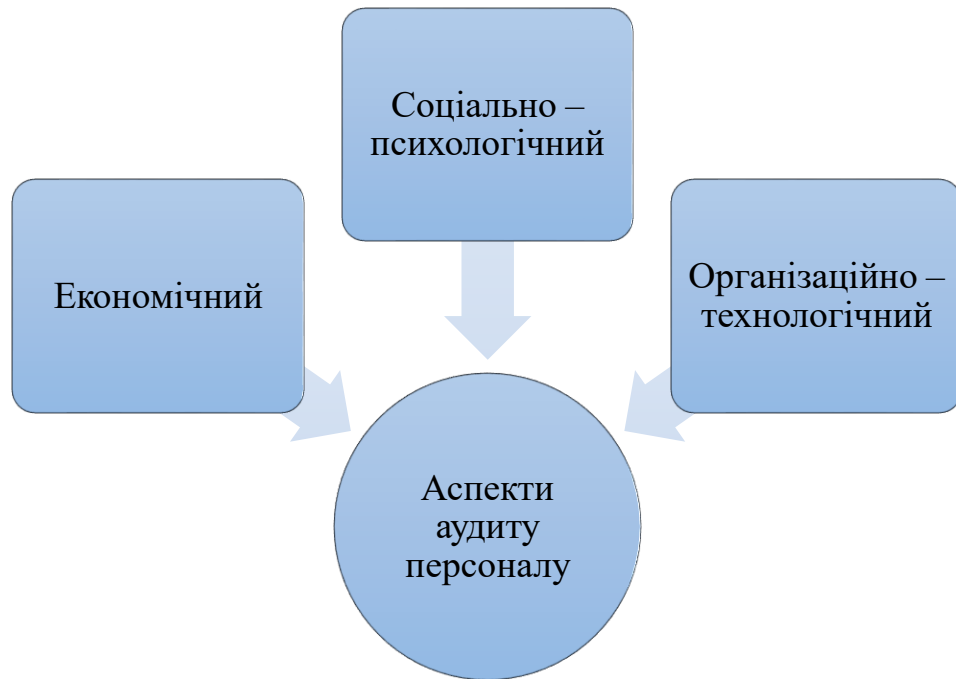 Соціально –
психологічний
Економічний
Організаційно –
технологічний
Аспекти
аудиту
персоналу